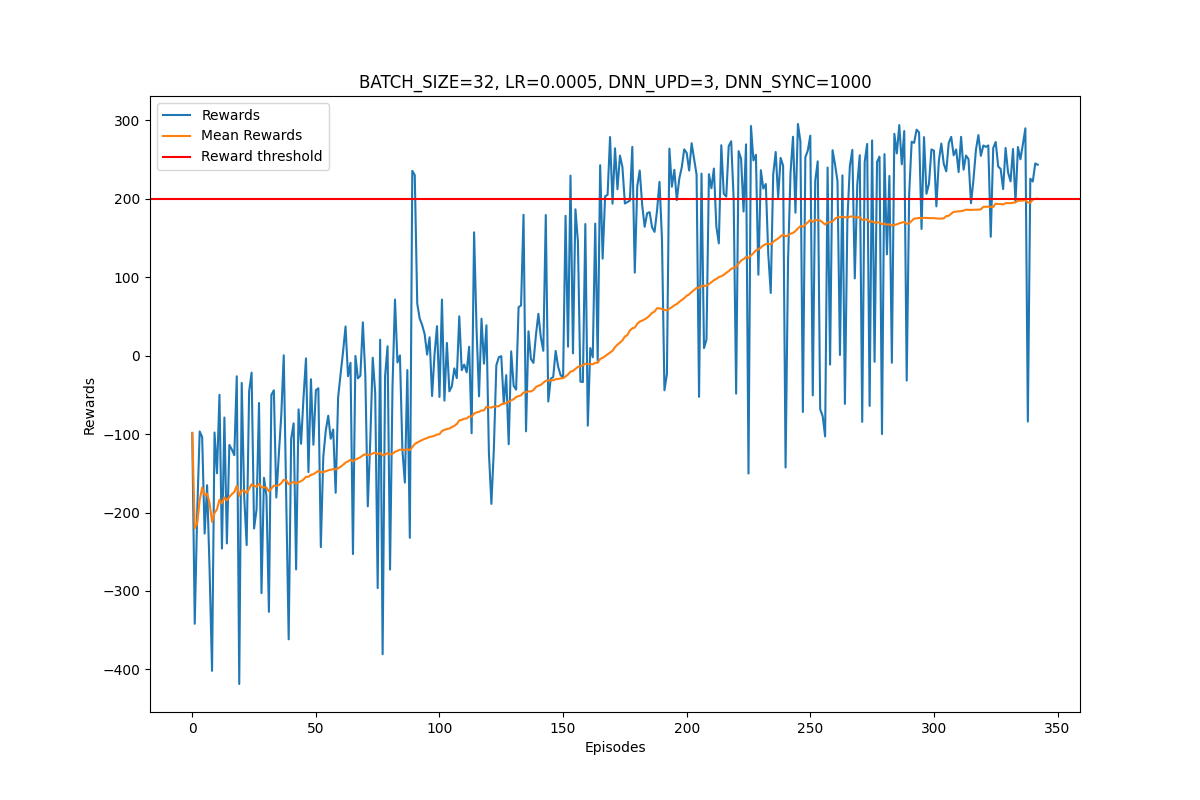 BATCH_SIZE=32, LR=0.0005, DNN_UPD=3, DNN_SYNC=1000
Rewards
Mean Rewards
Reward threshold
300
200
100
0
−100
−200
−300
−400
Rewards
0 50 100 150 200 250 300 350
Episodes